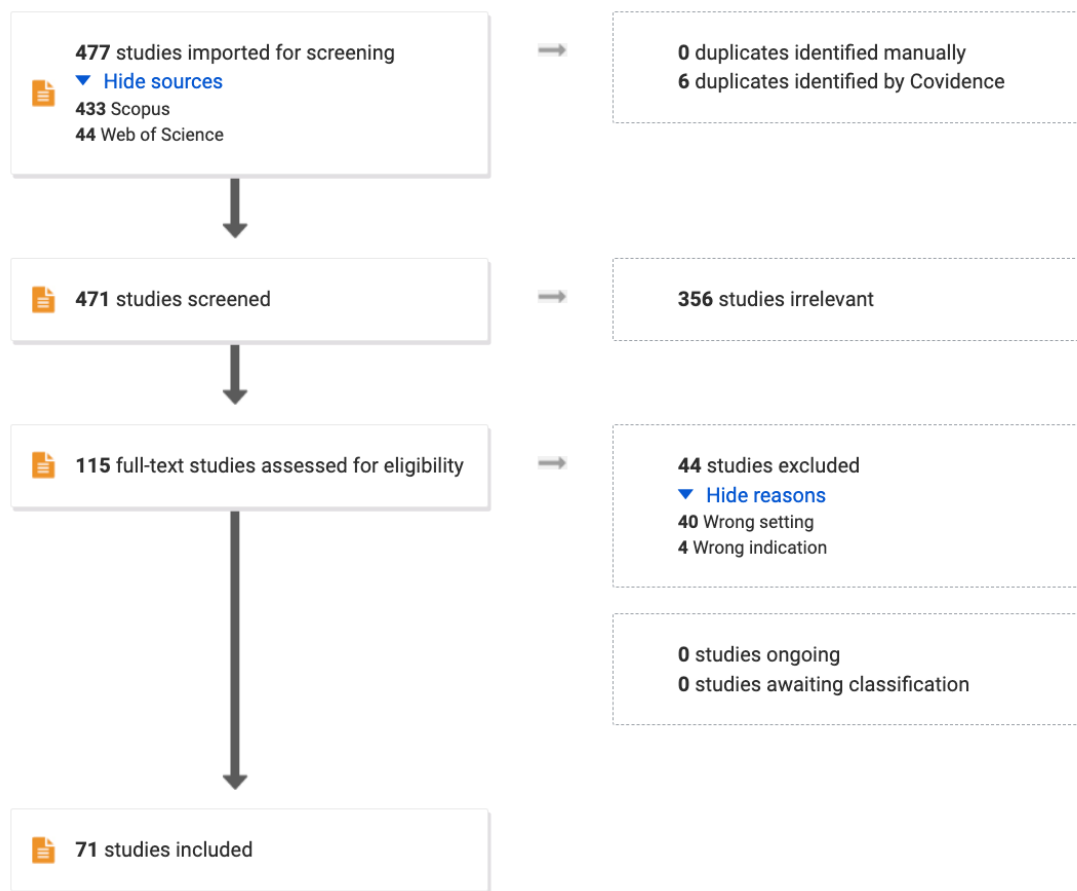 477 studies imported for screening
Hide sources
433 Scopus
44 Web of Science
0 duplicates identified manually
6 duplicates identified by Covidence
471 studies screened
356 studies irrelevant
115 full-text studies assessed for eligibility
44 studies excluded
Hide reasons
40 Wrong setting
4 Wrong indication
0 studies ongoing
0 studies awaiting classification
71 studies included